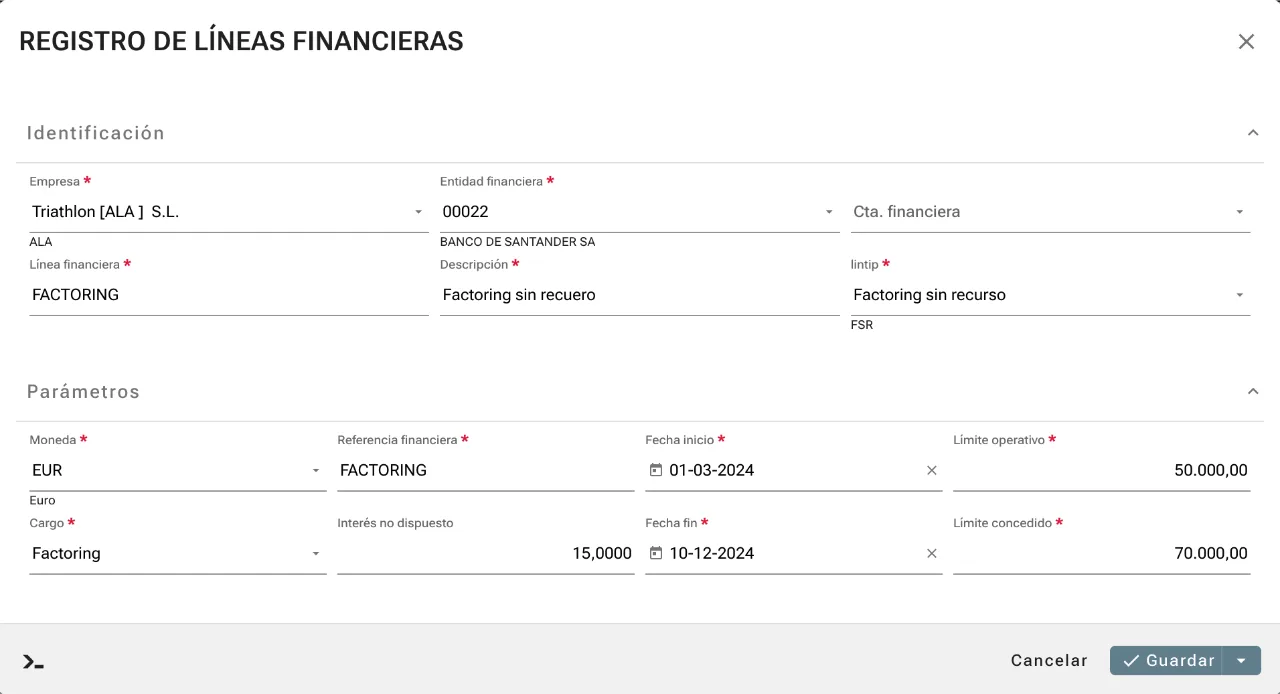 REGISTRO DE LÍNEAS FINANCIERAS
Identificación
Empresa * Entidad financiera *
Triathlon [ALA ] S.L. 00022 Cta. financiera
ALA BANCO DE SANTANDER SA
Línea financiera * Descripción * lintip *
FACTORING Factoring sin recuero Factoring sin recurso
FSR
Parámetros
Moneda * Referencia financiera * Fecha inicio * Límite operativo *
EUR FACTORING 01-03-2024 50.000,00
Euro
Cargo * Interés no dispuesto Fecha fin * Límite concedido *
Factoring 15,0000 10-12-2024 70.000,00
Cancelar Guardar